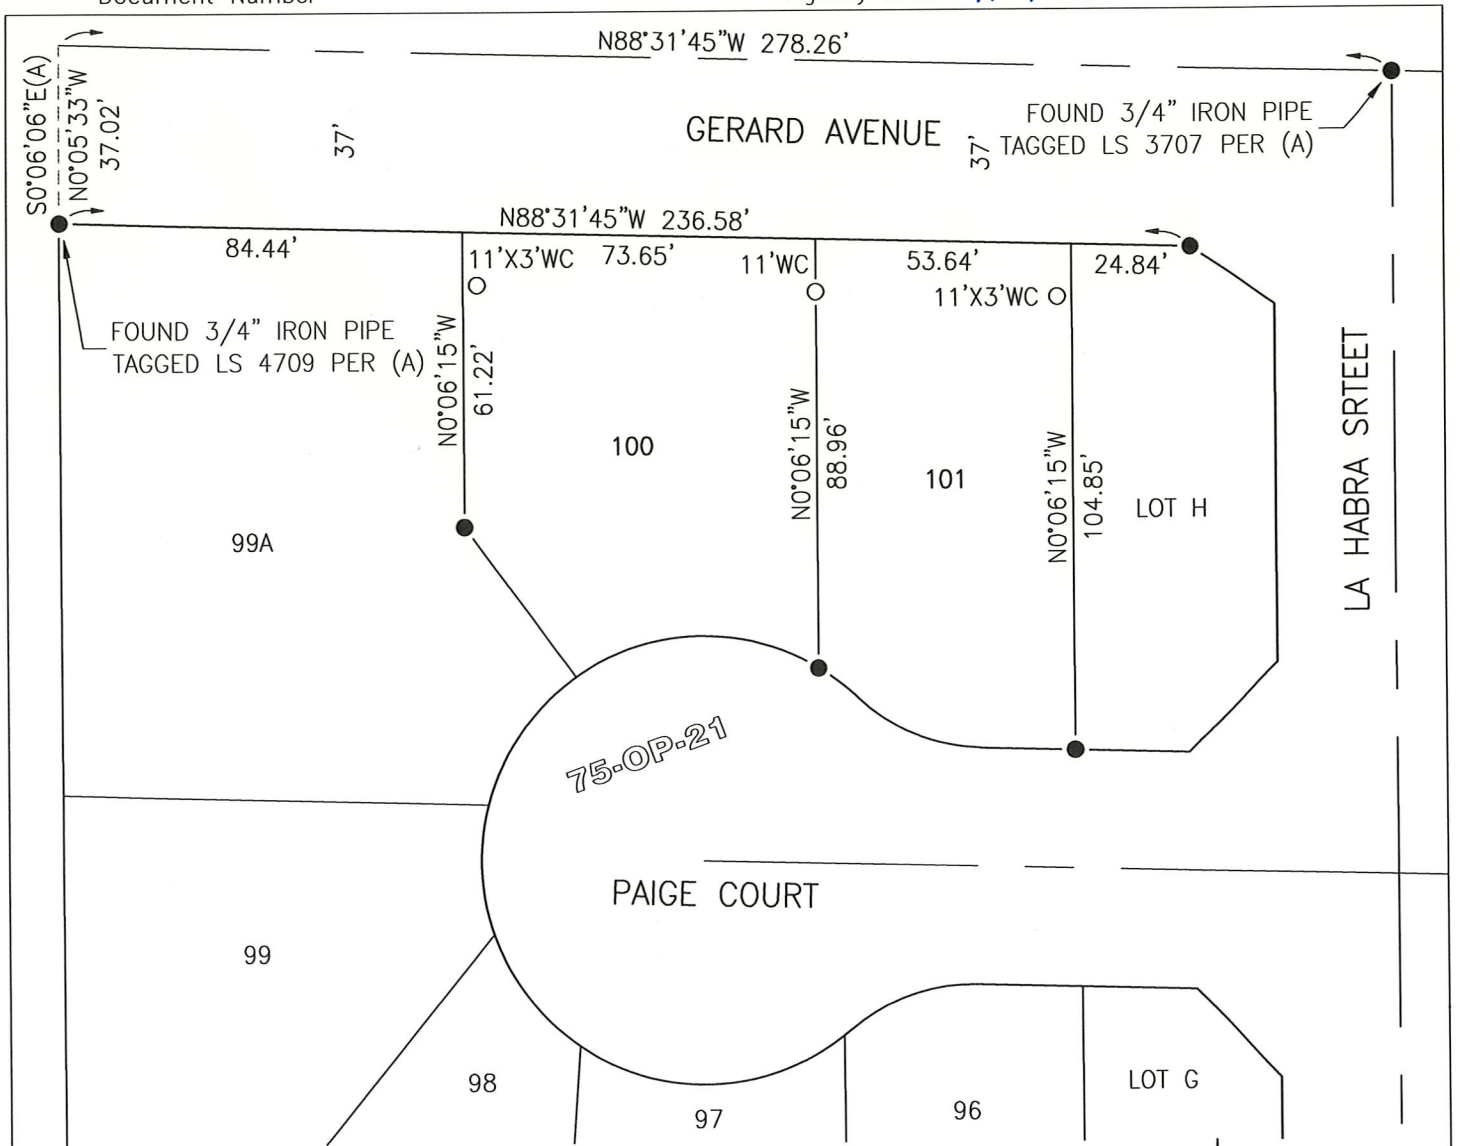 N88°31'45"W 278.26'
S0°06'06"E(A)
N0°05'33"W
37.02'
37'
GERARD AVENUE
37'
FOUND 3/4" IRON PIPE
TAGGED LS 3707 PER (A)
N88°31'45"W 236.58'
84.44'
11'X3'WC
73.65'
11'WC
53.64'
11'X3'WC
24.84'
FOUND 3/4" IRON PIPE
TAGGED LS 4709 PER (A)
N0°06'15"W
61.22'
100
N0°06'15"W
88.96'
101
N0°06'15"W
104.85'
LOT H
LA HABRA SRTEET
99A
75-OP-21
PAIGE COURT
99
98
97
96
LOT G